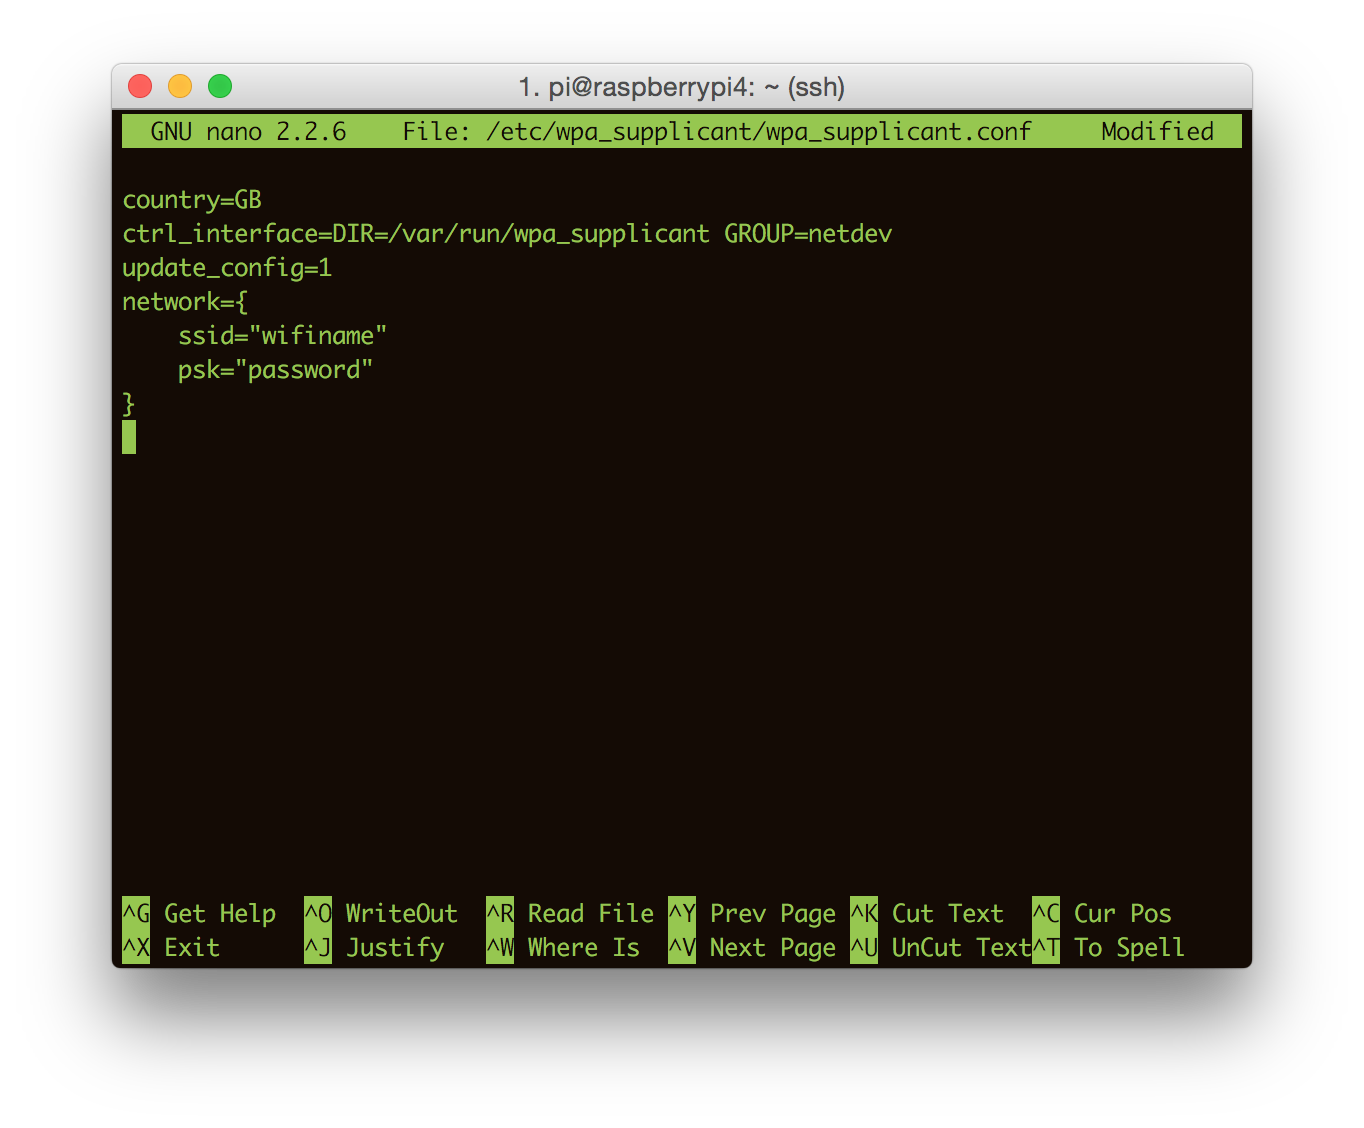 1. pi@raspberrypi4: ~ (ssh)
GNU nano 2.2.6    File: /etc/wpa_supplicant/wpa_supplicant.conf    Modified
country=GB
ctrl_interface=DIR=/var/run/wpa_supplicant GROUP=netdev
update_config=1
network={
    ssid="wifiname"
    psk="password"
}
^G Get Help  ^O WriteOut  ^R Read File ^Y Prev Page ^K Cut Text  ^C Cur Pos
^X Exit      ^J Justify   ^W Where Is  ^V Next Page ^U UnCut Text^T To Spell